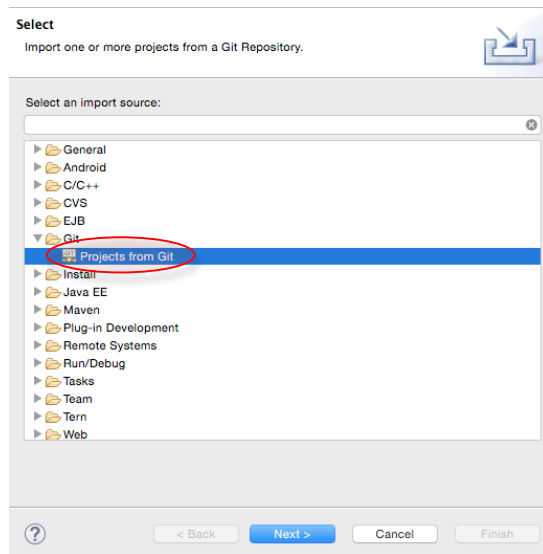 Select
Import one or more projects from a Git Repository.
Select an import source:
General
Android
C/C++
CVS
EJB
Git
GIT
Projects from Git
Install
Java EE
Maven
Plug-in Development
Remote Systems
Run/Debug
Tasks
Team
Tern
Web
?
< Back
Next >
Cancel
Finish